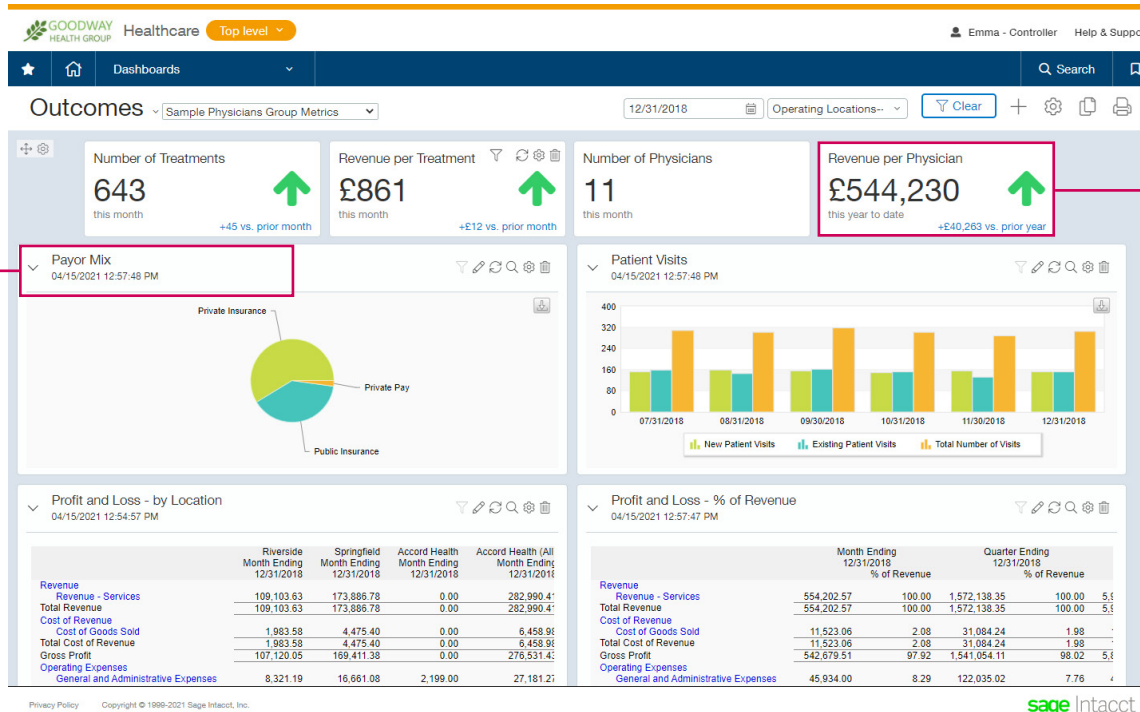 GOODWAY
HEALTH GROUP
Healthcare
Top level
Emma - Controller Help & Suppo
Dashboards
Search
Outcomes
Sample Physicians Group Metrics
12/31/2018
Operating Locations--
Clear
Number of Treatments
643
this month
+45 vs. prior month
Revenue per Treatment
£861
this month
+£12 vs. prior month
Number of Physicians
11
this month
Revenue per Physician
£544,230
this year to date
+£40,263 vs. prior year
Payor Mix
04/15/2021 12:57:48 PM
Private Insurance
Private Pay
Public Insurance
Patient Visits
04/15/2021 12:57:48 PM
400
320
240
160
80
0
07/31/2018 08/31/2018 09/30/2018 10/31/2018 11/30/2018 12/31/2018
New Patient Visits Existing Patient Visits Total Number of Visits
Profit and Loss - by Location
04/15/2021 12:54:57 PM
Riverside Springfield Accord Health Accord Health (All
Month Ending Month Ending Month Ending Month Ending
12/31/2018 12/31/2018 12/31/2018 12/31/2018
Revenue
Revenue - Services 109,103.63 173,886.78 0.00 282,990.41
Total Revenue 109,103.63 173,886.78 0.00 282,990.41
Cost of Revenue
Cost of Goods Sold 1,983.58 4,475.40 0.00 6,458.98
Total Cost of Revenue 1,983.58 4,475.40 0.00 6,458.98
Gross Profit 107,120.05 169,411.38 0.00 276,531.43
Operating Expenses
General and Administrative Expenses 8,321.19 16,661.08 2,199.00 27,181.27
Profit and Loss - % of Revenue
04/15/2021 12:57:47 PM
Month Ending Quarter Ending
12/31/2018 12/31/2018
% of Revenue % of Revenue
Revenue
Revenue - Services 554,202.57 100.00 1,572,138.35 100.00 5,9
Total Revenue 554,202.57 100.00 1,572,138.35 100.00 5,9
Cost of Revenue
Cost of Goods Sold 11,523.06 2.08 31,084.24 1.98
Total Cost of Revenue 11,523.06 2.08 31,084.24 1.98
Gross Profit 542,679.51 97.92 1,541,054.11 98.02 5,8
Operating Expenses
General and Administrative Expenses 45,934.00 8.29 122,035.02 7.76
Privacy Policy Copyright © 1999-2021 Sage Intacct, Inc.
sage Intacct